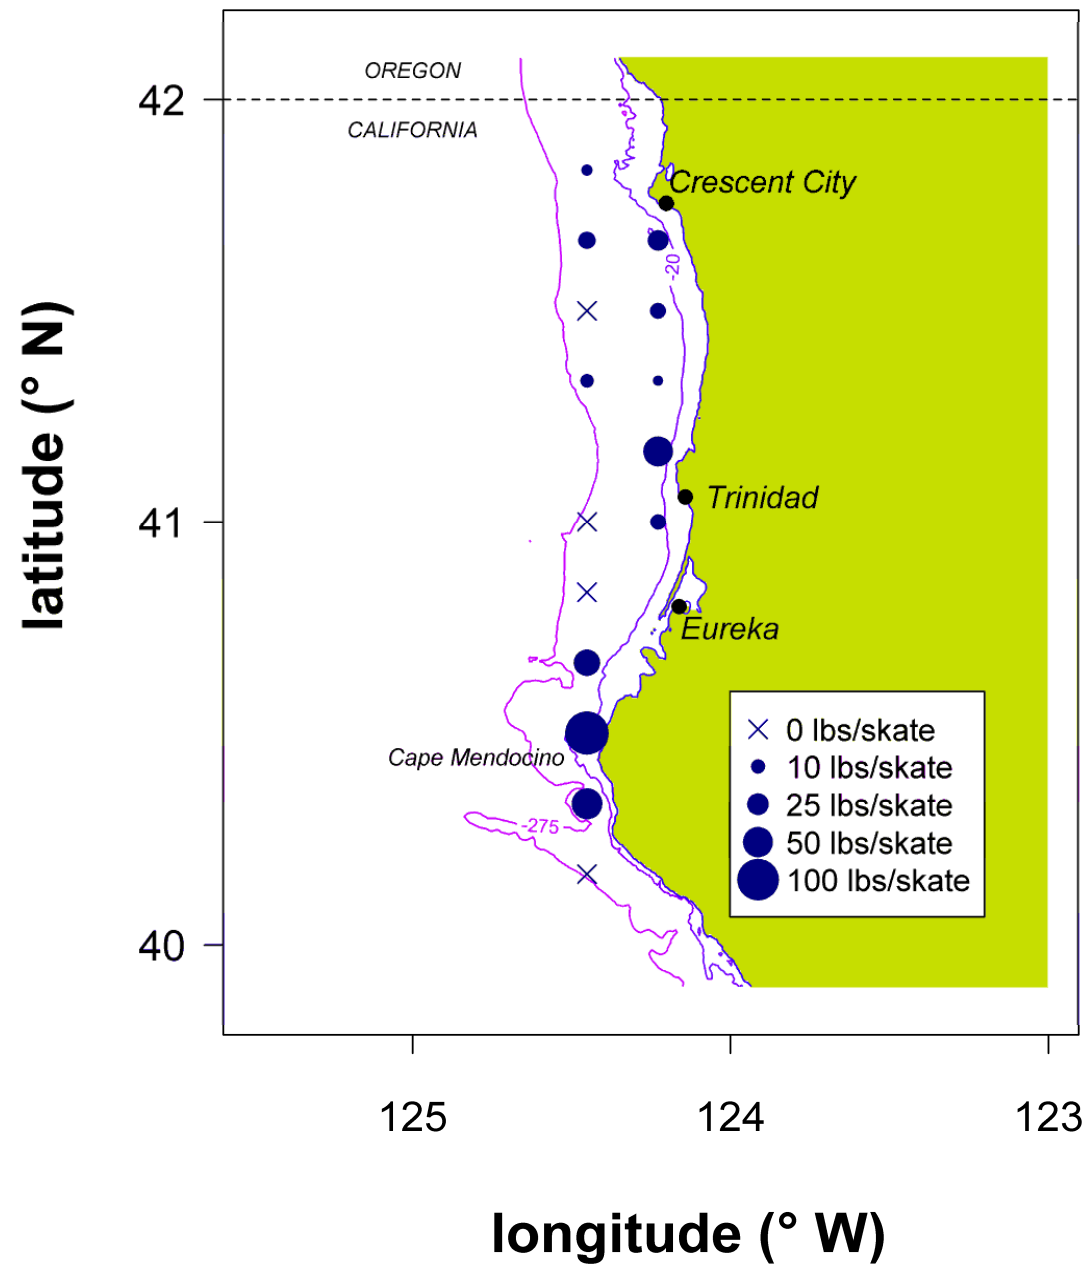 OREGON
42
CALIFORNIA
Crescent City
-20
latitude (° N)
Trinidad
41
Eureka
0 lbs/skate
Cape Mendocino
10 lbs/skate
25 lbs/skate
-275
50 lbs/skate
100 lbs/skate
40
125
124
123
longitude (° W)